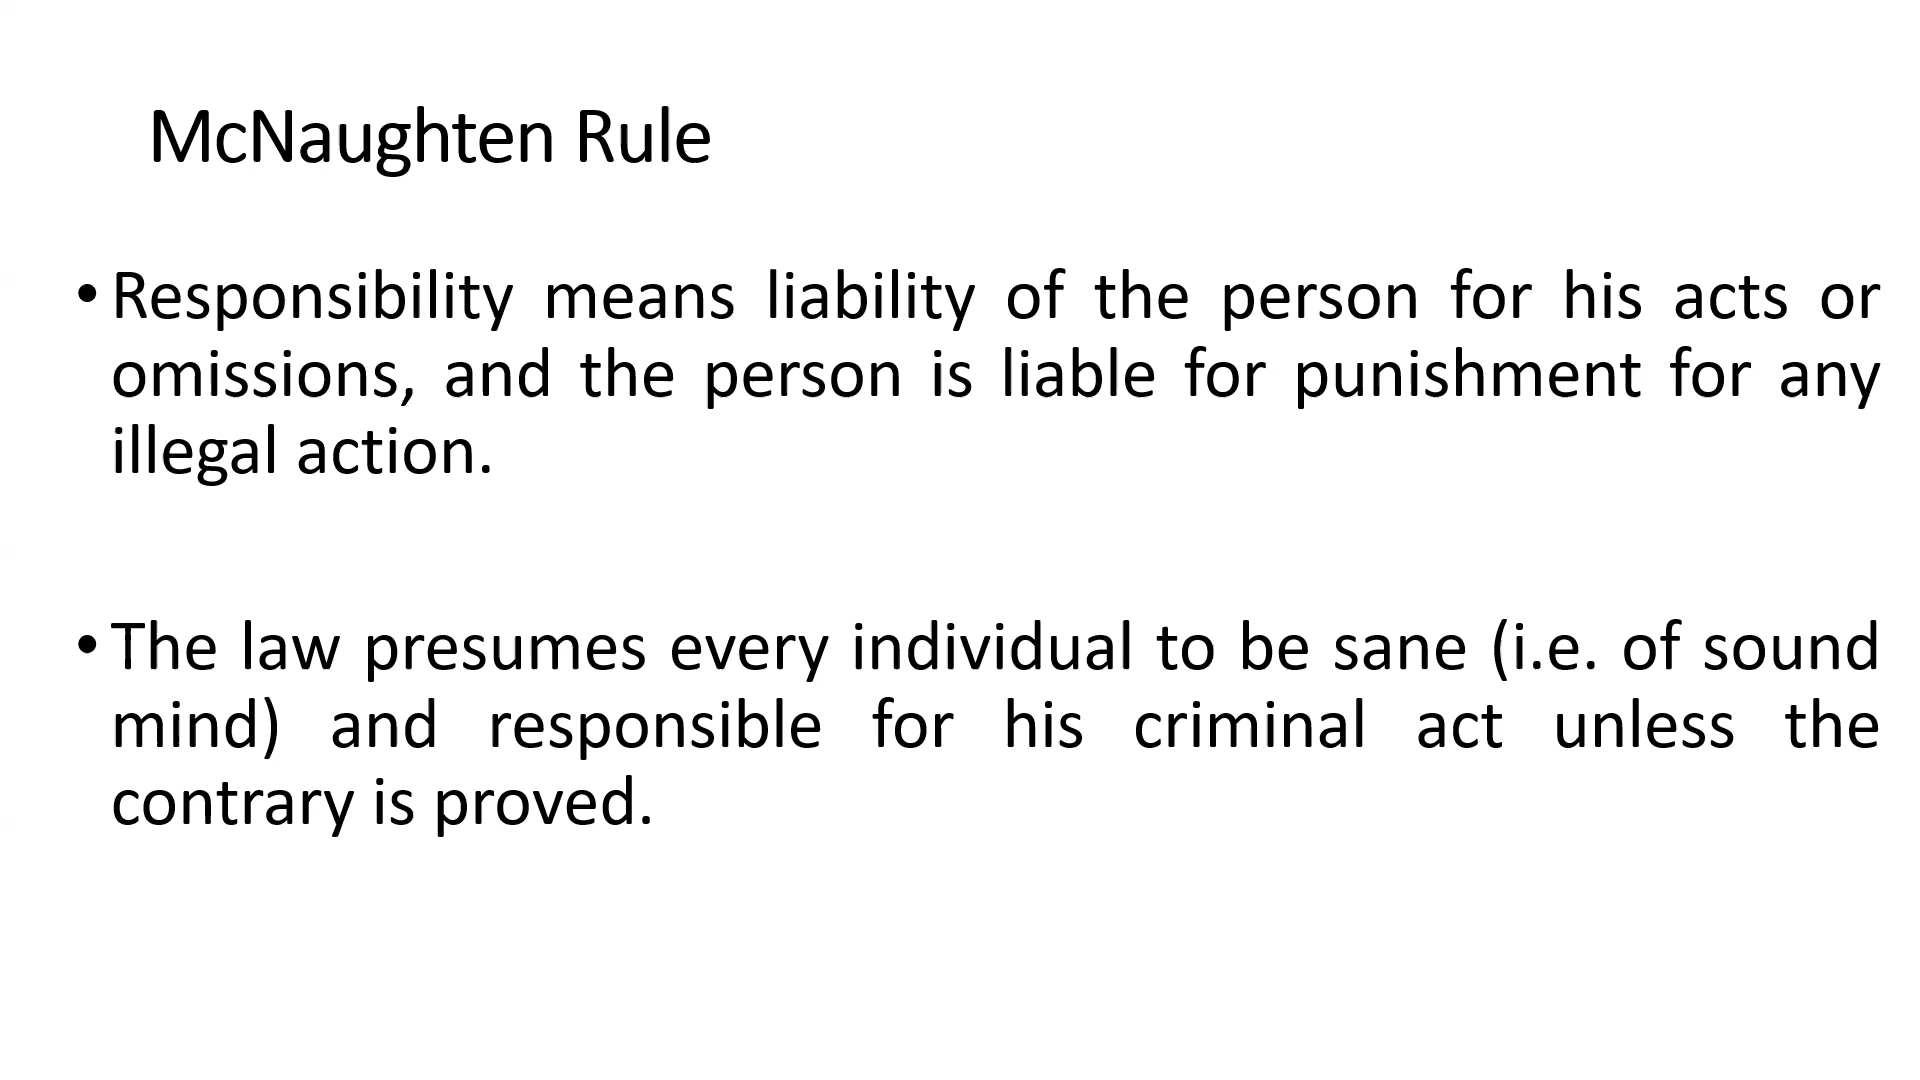 McNaughten Rule
• Responsibility means liability of the person for his acts or
omissions, and the person is liable for punishment for any
illegal action.
• The law presumes every individual to be sane (i.e. of sound
mind) and responsible for his criminal act unless the
contrary is proved.